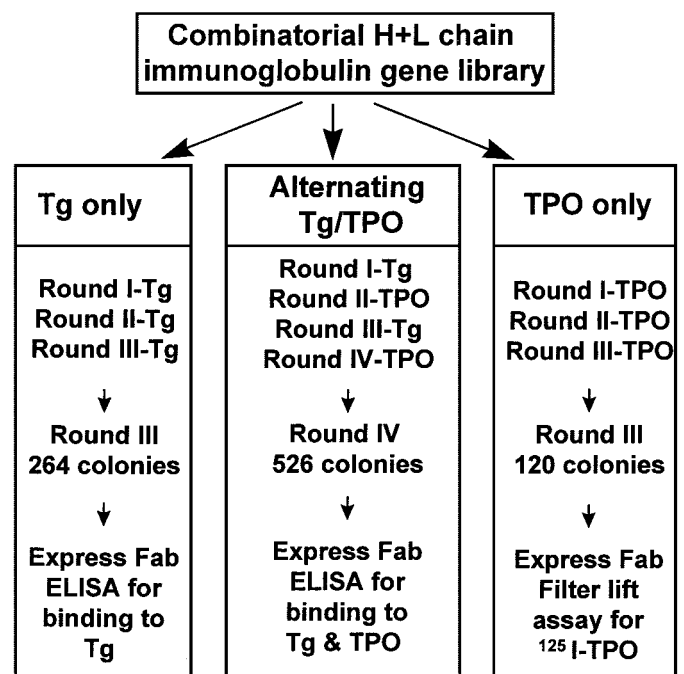 Combinatorial H+L chain
immunoglobulin gene library
Tg only
Round I-Tg
Round II-Tg
Round III-Tg
Round III
264 colonies
Express Fab
ELISA for
binding to
Tg
Alternating
Tg/TPO
Round I-Tg
Round II-TPO
Round III-Tg
Round IV-TPO
Round IV
526 colonies
Express Fab
ELISA for
binding to
Tg & TPO
TPO only
Round I-TPO
Round II-TPO
Round III-TPO
Round III
120 colonies
Express Fab
Filter lift
assay for
¹²⁵I-TPO